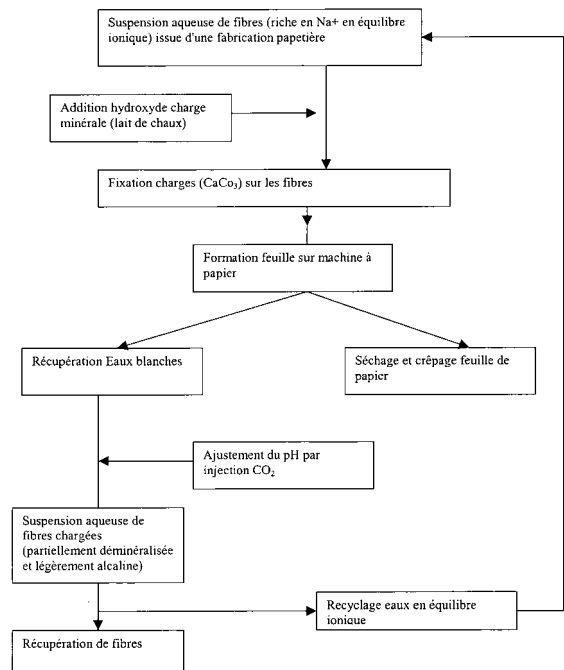 Suspension aqueuse de fibres (riche en Na+ en équilibre
ionique) issue d'une fabrication papetière
Addition hydroxyde charge
minérale (lait de chaux)
Fixation charges (CaCo₃) sur les fibres
Formation feuille sur machine à
papier
Récupération Eaux blanches
Séchage et crêpage feuille de
papier
Ajustement du pH par
injection CO₂
Suspension aqueuse de
fibres chargées
(partiellement déminéralisée
et légèrement alcaline)
Recyclage eaux en équilibre
ionique
Récupération de fibres